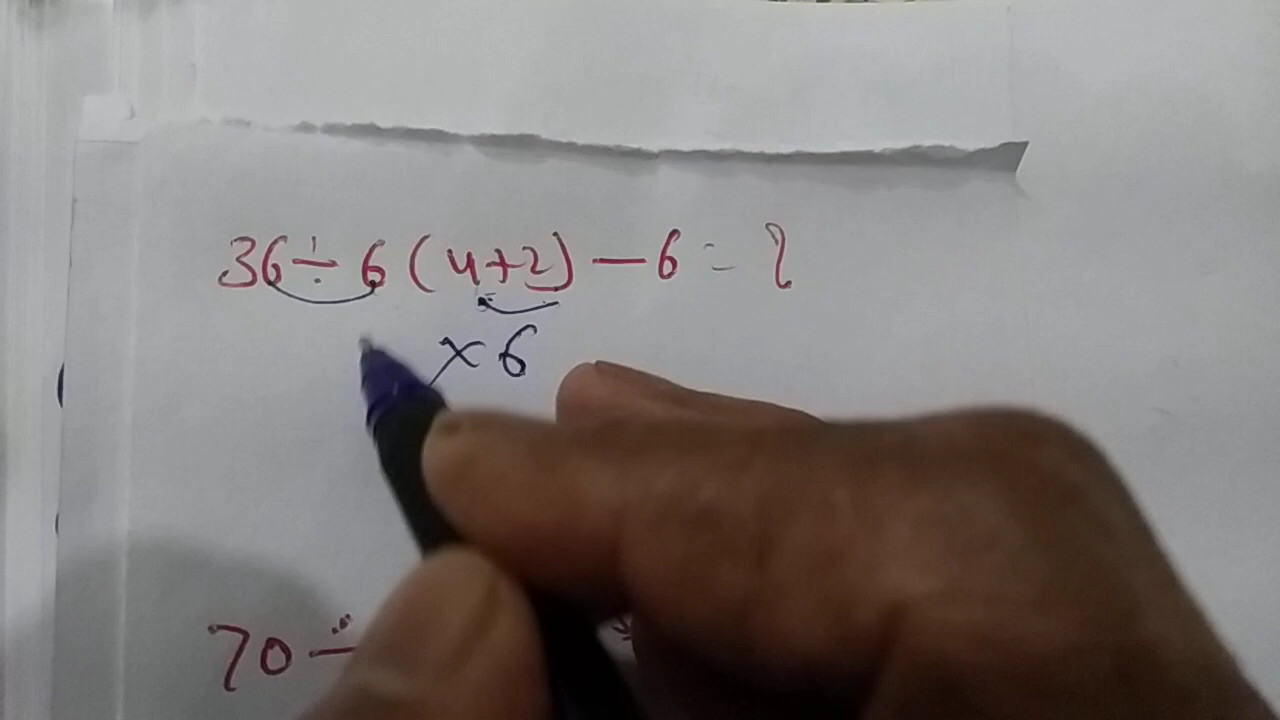 36 ÷ 6 (4+2) — 6 = ?
× 6
70 ÷